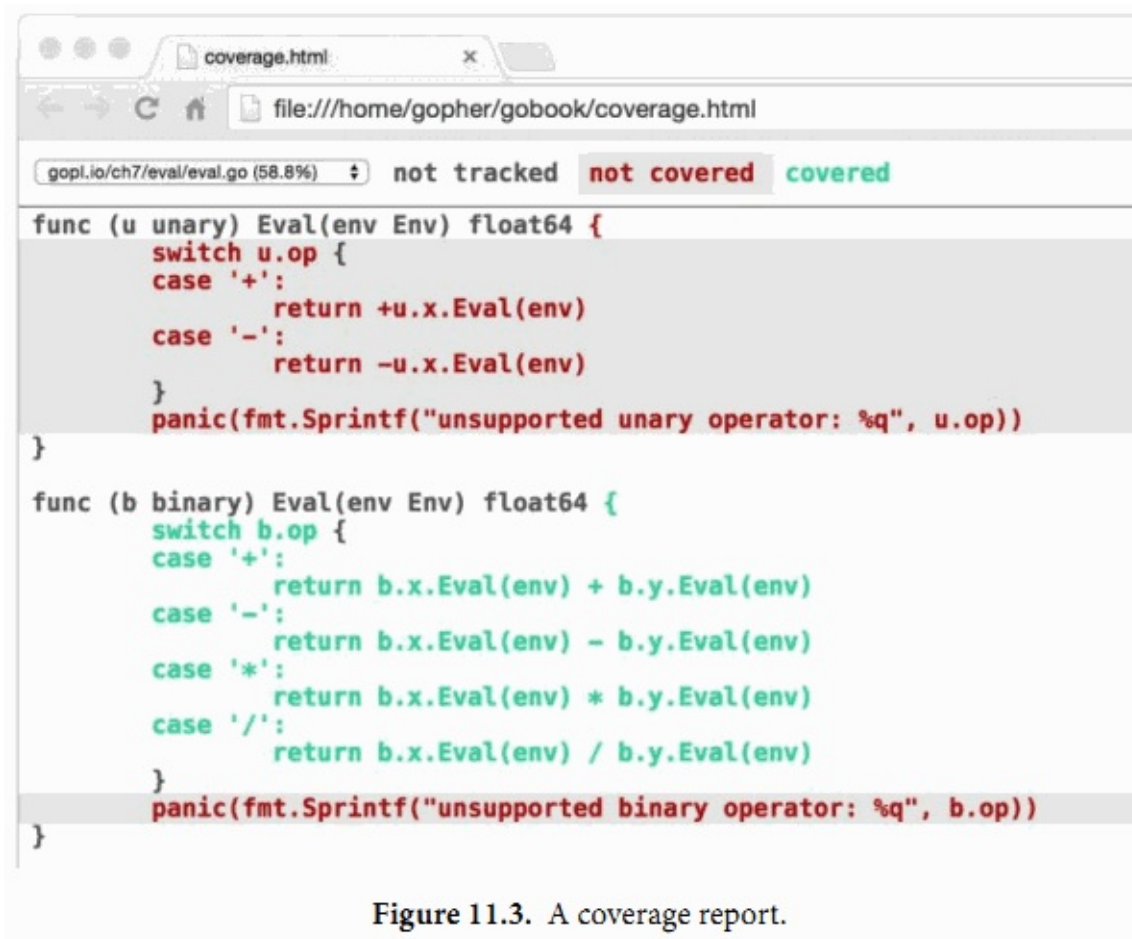 coverage.html ×
file:///home/gopher/gobook/coverage.html
gopl.io/ch7/eval/eval.go (58.8%) not tracked not covered covered
func (u unary) Eval(env Env) float64 {
        switch u.op {
        case '+':
                return +u.x.Eval(env)
        case '-':
                return -u.x.Eval(env)
        }
        panic(fmt.Sprintf("unsupported unary operator: %q", u.op))
}
func (b binary) Eval(env Env) float64 {
        switch b.op {
        case '+':
                return b.x.Eval(env) + b.y.Eval(env)
        case '-':
                return b.x.Eval(env) - b.y.Eval(env)
        case '*':
                return b.x.Eval(env) * b.y.Eval(env)
        case '/':
                return b.x.Eval(env) / b.y.Eval(env)
        }
        panic(fmt.Sprintf("unsupported binary operator: %q", b.op))
}
Figure 11.3. A coverage report.